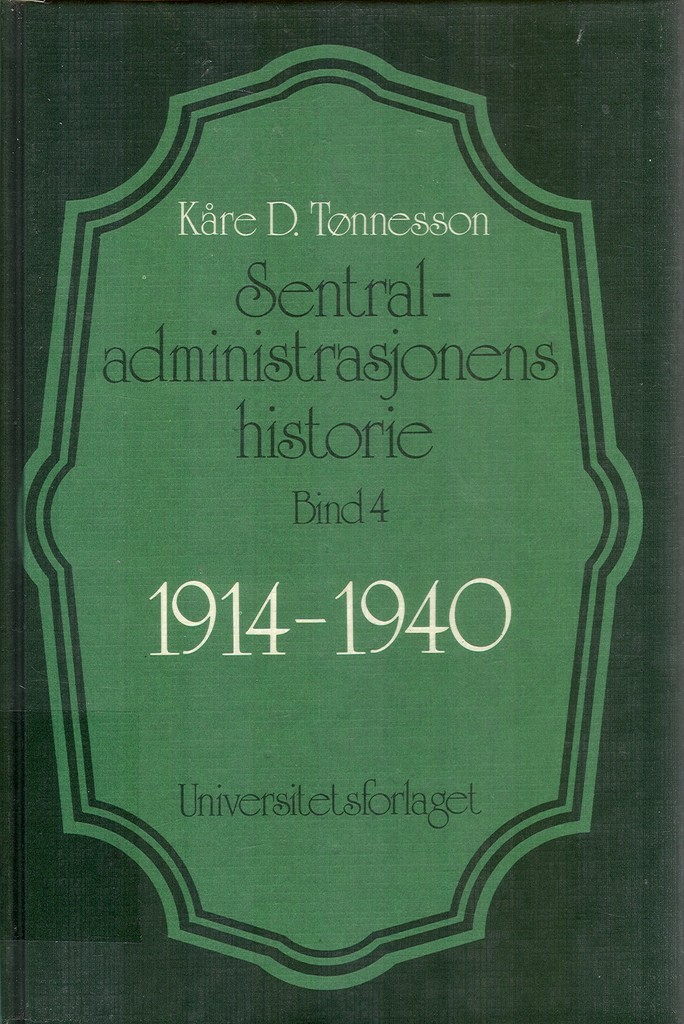 Kåre D. Tønnesson
Sentral-
administrasjonens
historie
Bind 4
1914-1940
Universitetsforlaget